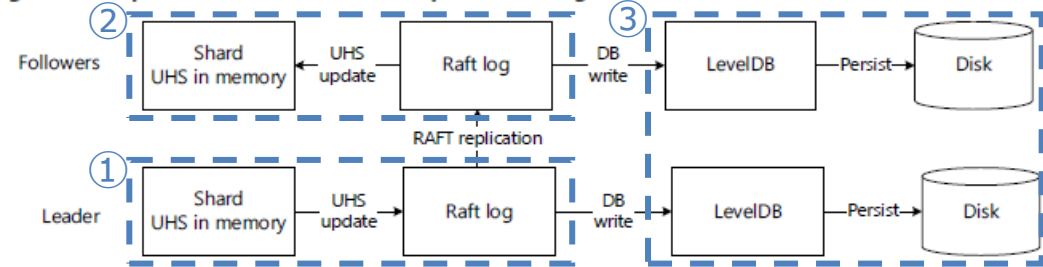 ②
③
Followers
Shard
UHS in memory
UHS
update
Raft log
DB
write
LevelDB
Persist
Disk
RAFT replication
①
Leader
Shard
UHS in memory
UHS
update
Raft log
DB
write
LevelDB
Persist
Disk